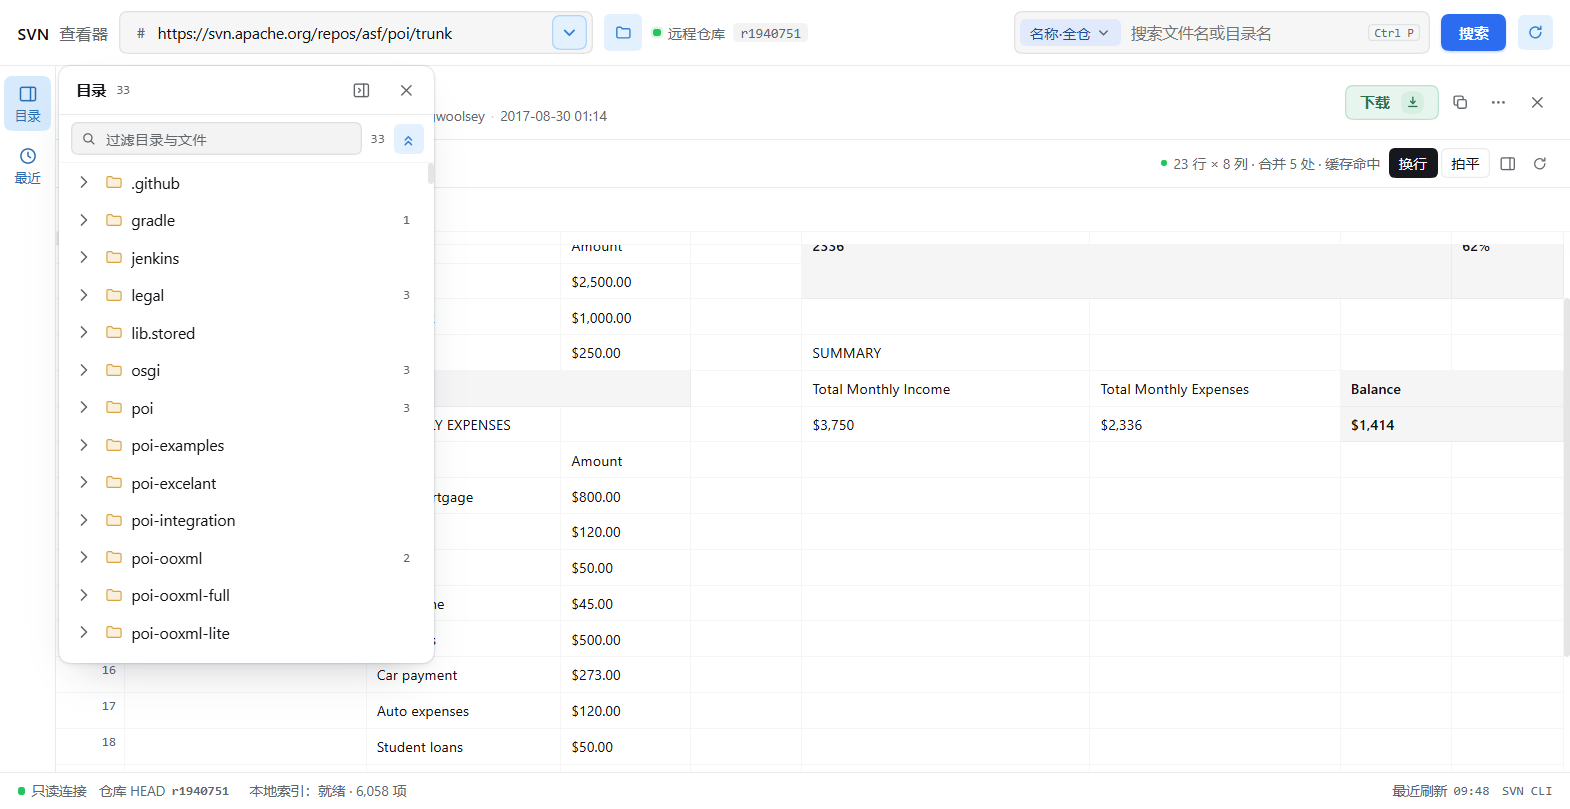 SVN 查看器 # https://svn.apache.org/repos/asf/poi/trunk 远程仓库 r1940751 名称·全仓 搜索文件名或目录名 Ctrl P 搜索
目录
最近
目录 33
过滤目录与文件 33
.github
gradle 1
jenkins
legal 3
lib.stored
osgi 3
poi 3
poi-examples
poi-excelant
poi-integration
poi-ooxml 2
poi-ooxml-full
poi-ooxml-lite
woolsey · 2017-08-30 01:14 下载
23 行 × 8 列 · 合并 5 处 · 缓存命中 换行 拍平
Amount 2336 62%
$2,500.00
$1,000.00
$250.00 SUMMARY
Total Monthly Income Total Monthly Expenses Balance
LY EXPENSES $3,750 $2,336 $1,414
Amount
rtgage $800.00
$120.00
$50.00
ne $45.00
s $500.00
16 Car payment $273.00
17 Auto expenses $120.00
18 Student loans $50.00
只读连接 仓库 HEAD r1940751 本地索引：就绪 · 6,058 项 最近刷新 09:48 SVN CLI